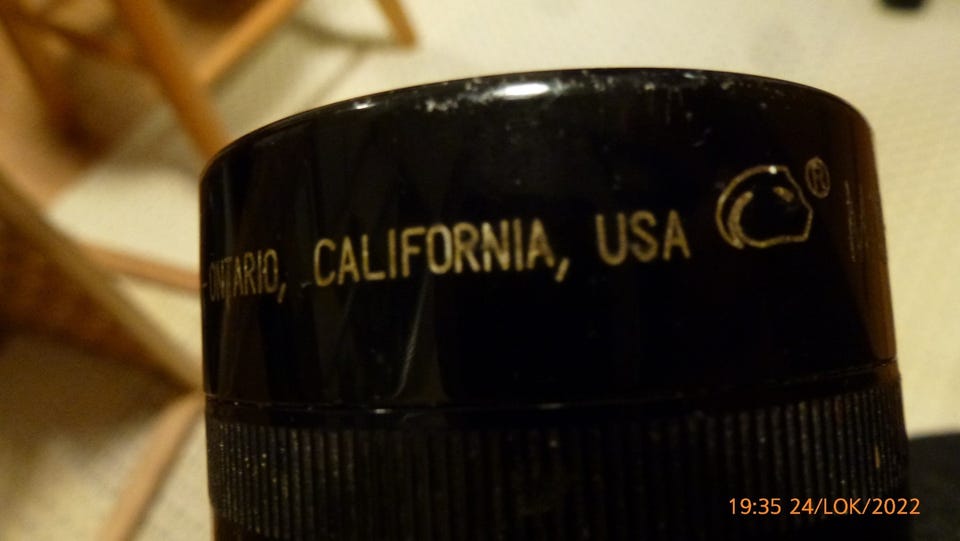 -ONTARIO, CALIFORNIA, USA ®
19:35 24/LOK/2022